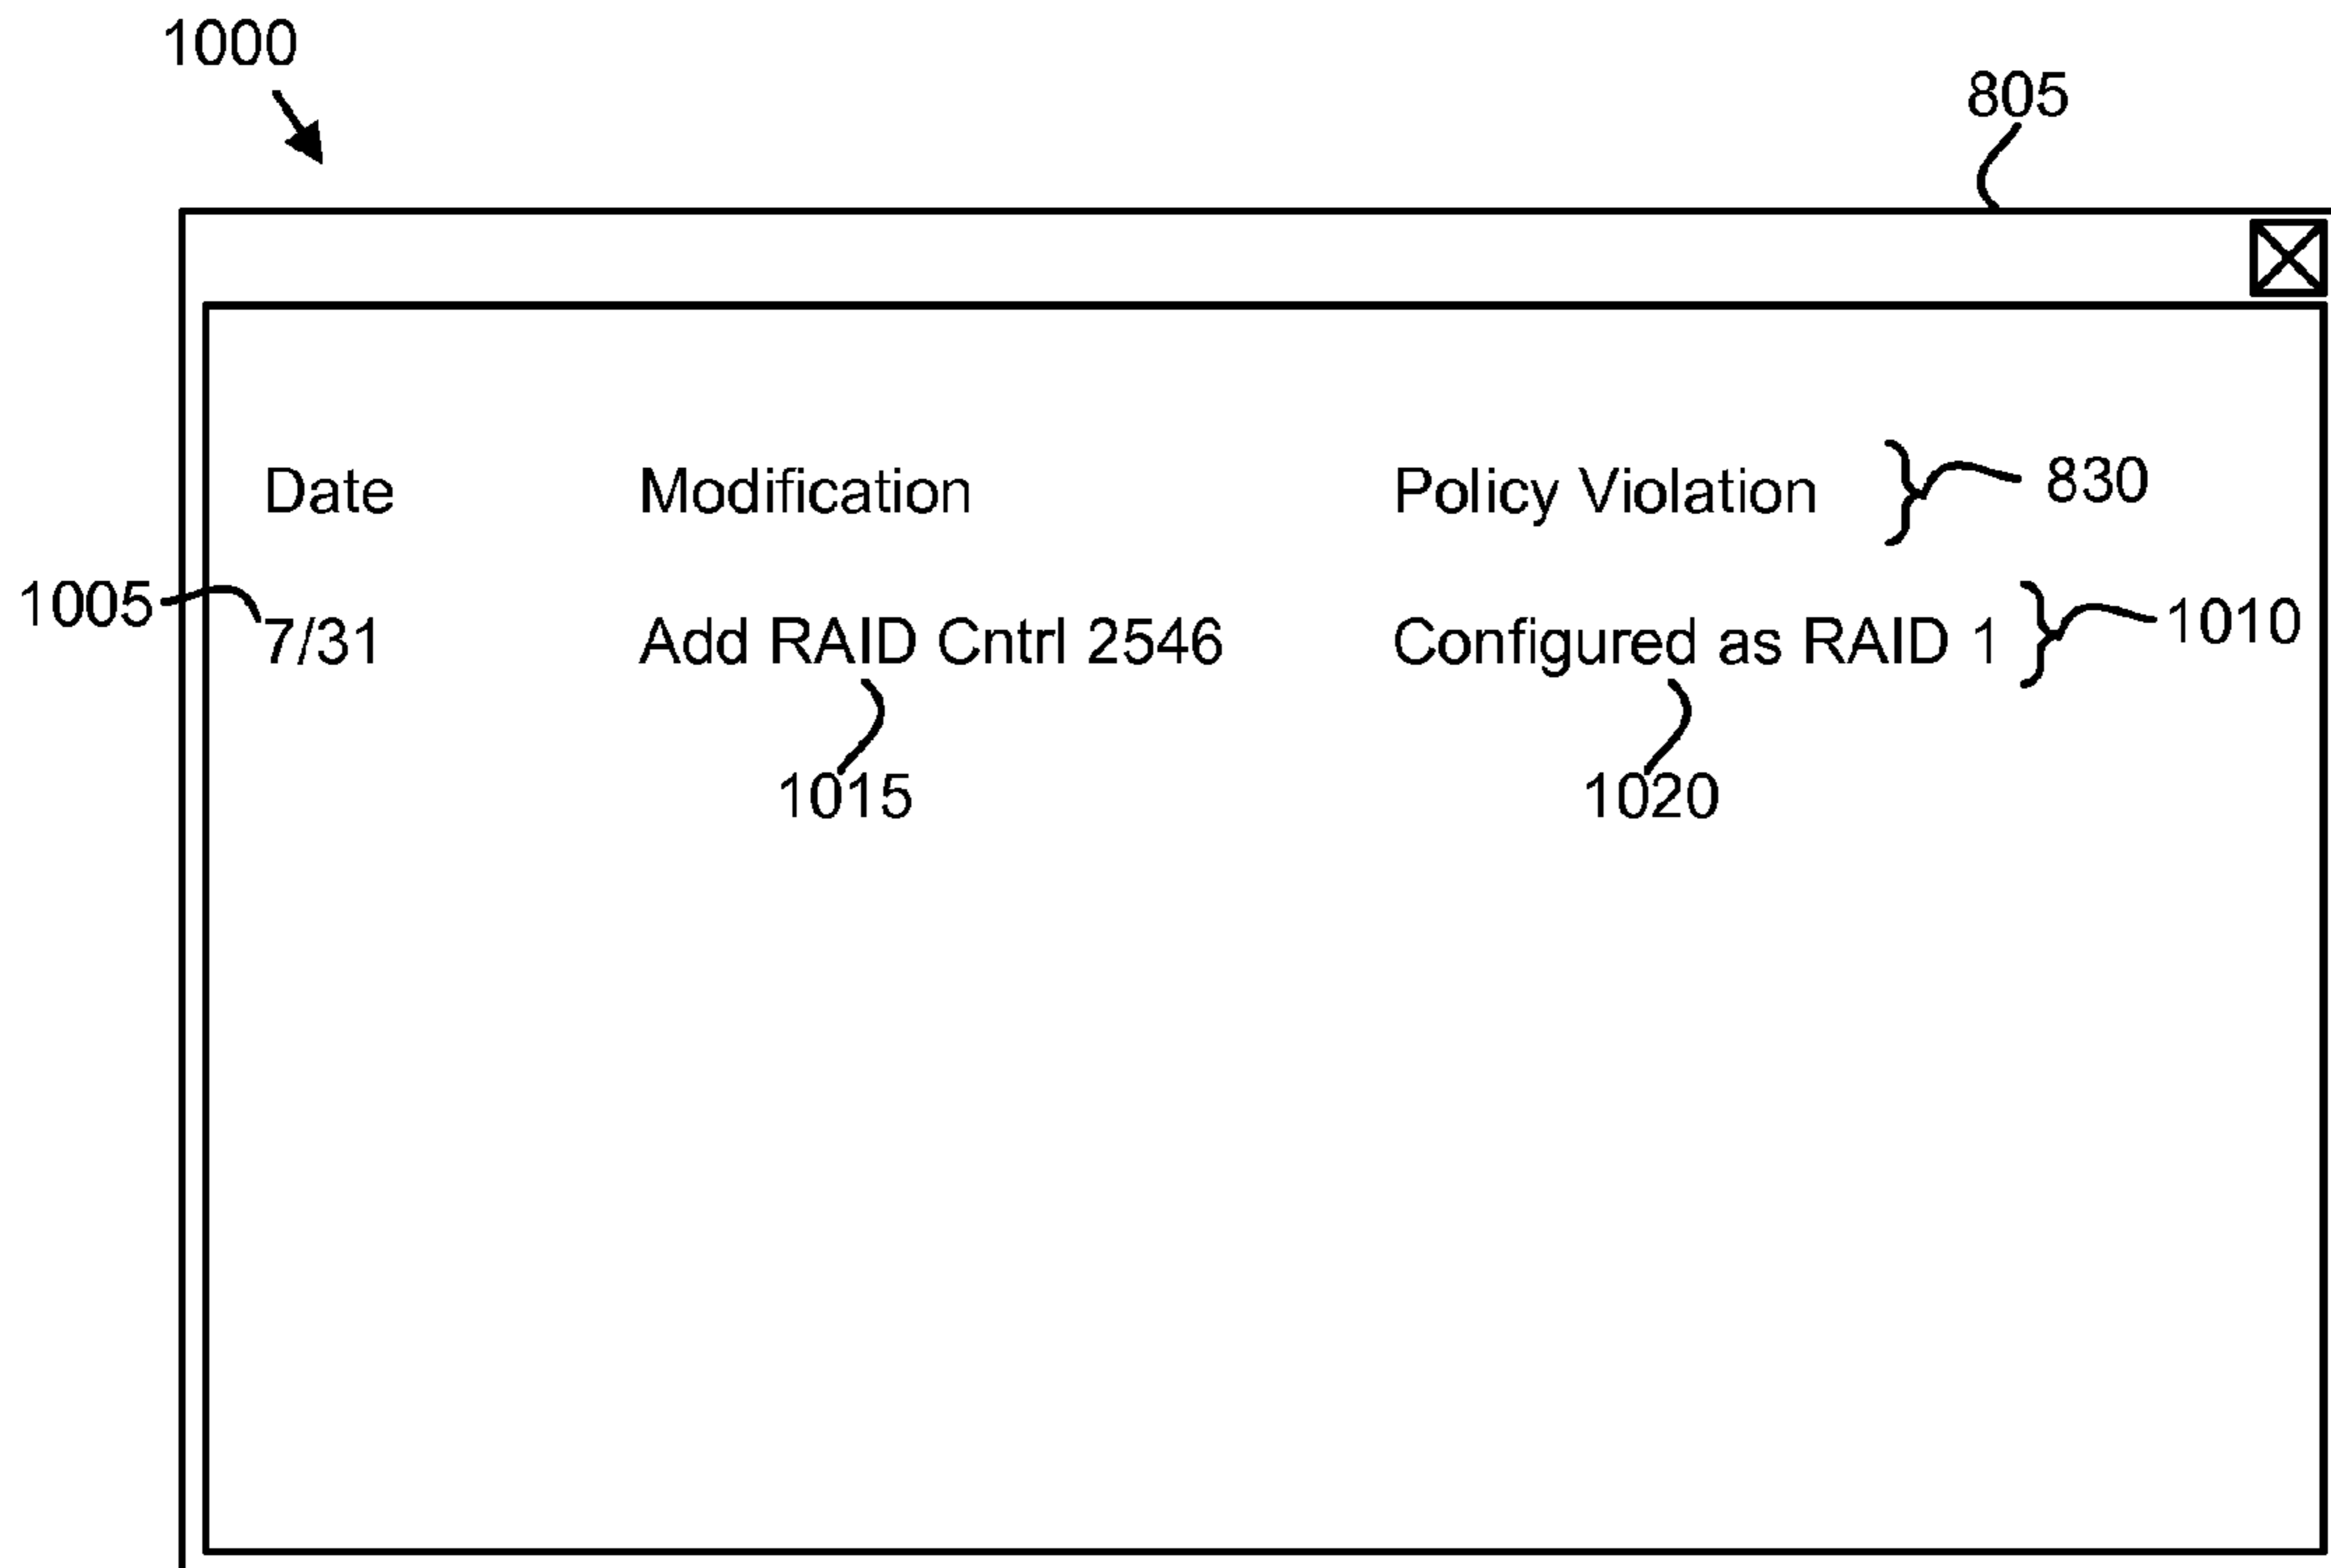 1000
805
Date Modification Policy Violation 830
1005 7/31 Add RAID Cntrl 2546 Configured as RAID 1 1010
1015 1020